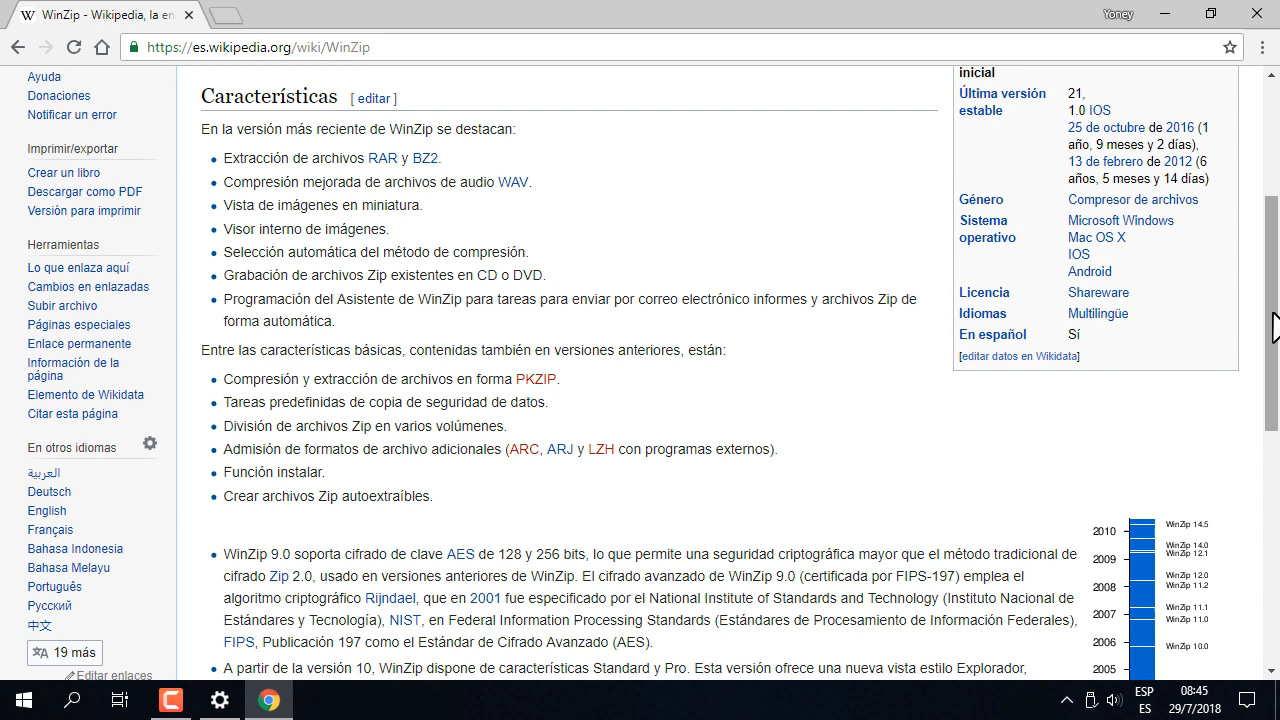 WinZip - Wikipedia, la en
Yoney
https://es.wikipedia.org/wiki/WinZip
Ayuda
Donaciones
Notificar un error
Imprimir/exportar
Crear un libro
Descargar como PDF
Versión para imprimir
Herramientas
Lo que enlaza aquí
Cambios en enlazadas
Subir archivo
Páginas especiales
Enlace permanente
Información de la
página
Elemento de Wikidata
Citar esta página
En otros idiomas
العربية
Deutsch
English
Français
Bahasa Indonesia
Bahasa Melayu
Português
Русский
中文
19 más
Editar enlaces
Características [ editar ]
En la versión más reciente de WinZip se destacan:
Extracción de archivos RAR y BZ2.
Compresión mejorada de archivos de audio WAV.
Vista de imágenes en miniatura.
Visor interno de imágenes.
Selección automática del método de compresión.
Grabación de archivos Zip existentes en CD o DVD.
Programación del Asistente de WinZip para tareas para enviar por correo electrónico informes y archivos Zip de
forma automática.
Entre las características básicas, contenidas también en versiones anteriores, están:
Compresión y extracción de archivos en forma PKZIP.
Tareas predefinidas de copia de seguridad de datos.
División de archivos Zip en varios volúmenes.
Admisión de formatos de archivo adicionales (ARC, ARJ y LZH con programas externos).
Función instalar.
Crear archivos Zip autoextraíbles.
WinZip 9.0 soporta cifrado de clave AES de 128 y 256 bits, lo que permite una seguridad criptográfica mayor que el método tradicional de
cifrado Zip 2.0, usado en versiones anteriores de WinZip. El cifrado avanzado de WinZip 9.0 (certificada por FIPS-197) emplea el
algoritmo criptográfico Rijndael, que en 2001 fue especificado por el National Institute of Standards and Technology (Instituto Nacional de
Estándares y Tecnología), NIST, en Federal Information Processing Standards (Estándares de Procesamiento de Información Federales),
FIPS, Publicación 197 como el Estándar de Cifrado Avanzado (AES).
A partir de la versión 10, WinZip dispone de características Standard y Pro. Esta versión ofrece una nueva vista estilo Explorador,
inicial
Última versión
estable
21,
1.0 IOS
25 de octubre de 2016 (1
año, 9 meses y 2 días),
13 de febrero de 2012 (6
años, 5 meses y 14 días)
Género Compresor de archivos
Sistema
operativo
Microsoft Windows
Mac OS X
IOS
Android
Licencia Shareware
Idiomas Multilingüe
En español Sí
[editar datos en Wikidata]
2010
2009
2008
2007
2006
2005
WinZip 14.5
WinZip 14.0
WinZip 12.1
WinZip 12.0
WinZip 11.2
WinZip 11.1
WinZip 11.0
WinZip 10.0
ESP
ES
08:45
29/7/2018